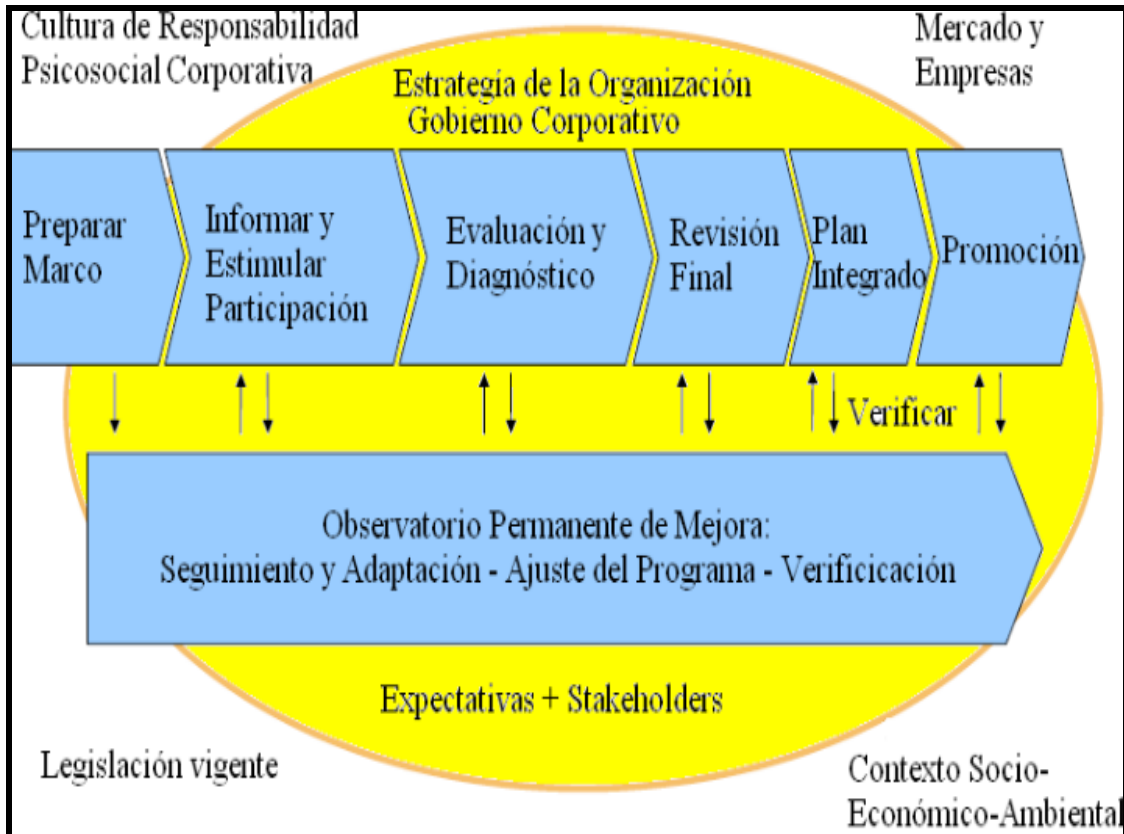 Cultura de Responsabilidad
Psicosocial Corporativa
Mercado y
Empresas
Estrategía de la Organización
Gobierno Corporativo
Preparar
Marco
Informar y
Estimular
Participación
Evaluación y
Diagnóstico
Revisión
Final
Plan
Integrado
Promoción
Verificar
Observatorio Permanente de Mejora:
Seguimiento y Adaptación - Ajuste del Programa - Verificicación
Expectativas + Stakeholders
Legislación vigente
Contexto Socio-
Económico-Ambiental